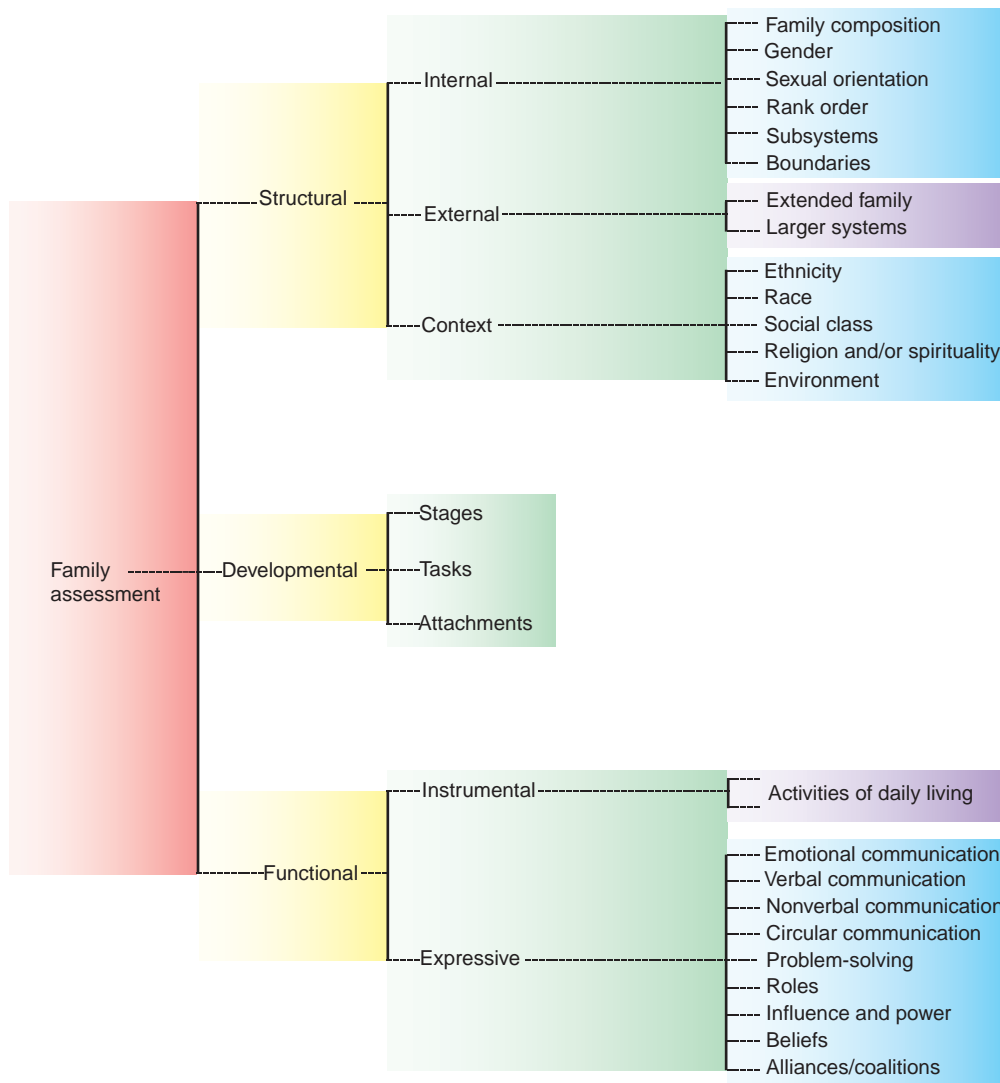 Family assessment
Structural
Internal
Family composition
Gender
Sexual orientation
Rank order
Subsystems
Boundaries
External
Extended family
Larger systems
Context
Ethnicity
Race
Social class
Religion and/or spirituality
Environment
Developmental
Stages
Tasks
Attachments
Functional
Instrumental
Activities of daily living
Expressive
Emotional communication
Verbal communication
Nonverbal communication
Circular communication
Problem-solving
Roles
Influence and power
Beliefs
Alliances/coalitions